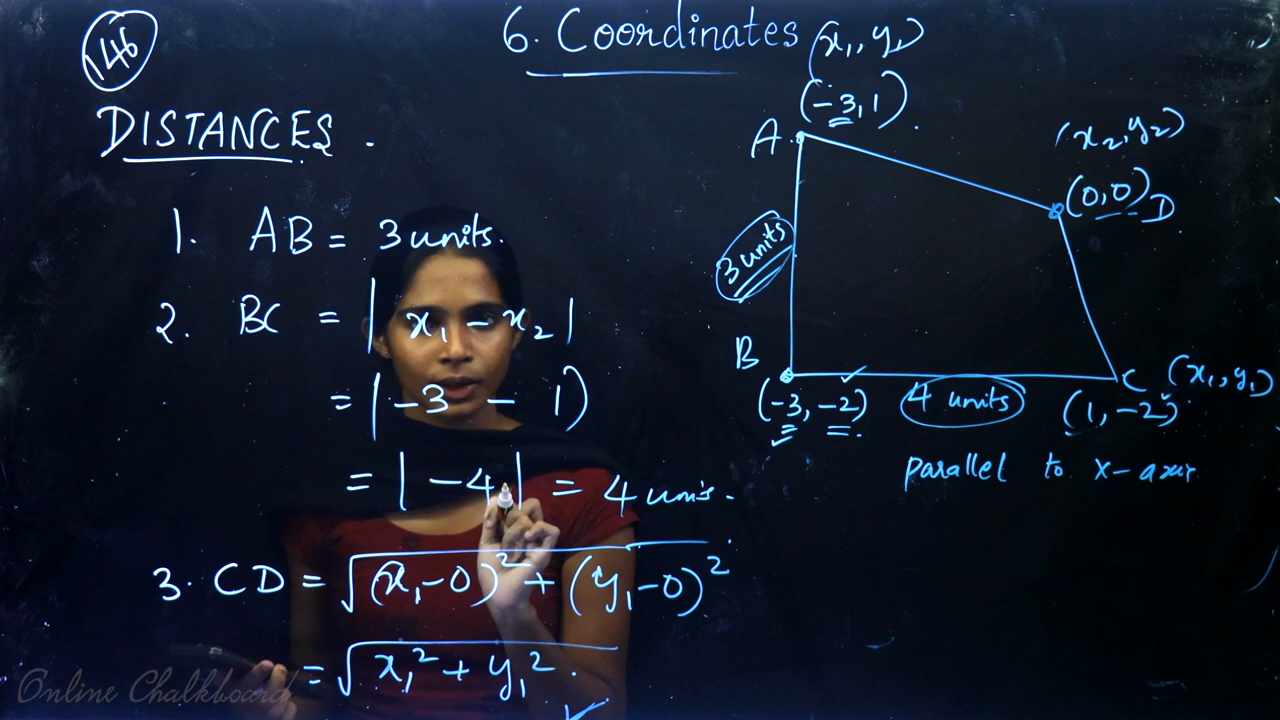 146
6. Coordinates
DISTANCES.
1. AB = 3 units.
2. BC = |x₁ - x₂|
= |-3 - 1)
= |-4| = 4 units.
3. CD = √(x₁-0)² + (y₁-0)²
= √x₁² + y₁².
(x₁, y₁)
(-3, 1).
A
(x₂, y₂)
(0,0) D
3 units
B
(-3, -2)
4 units
C (x₁, y₁)
(1, -2)
parallel to x-axis
Online Chalkboard